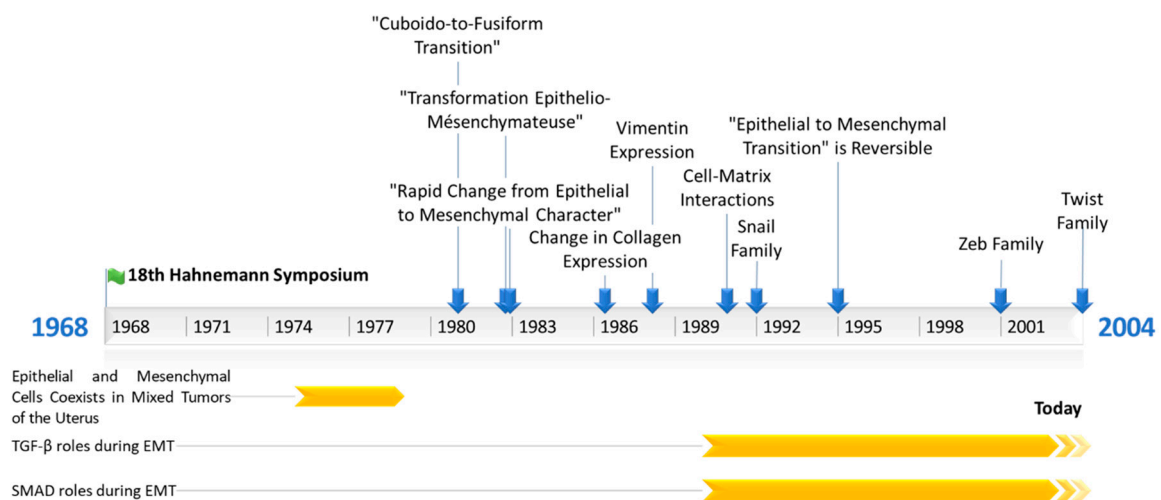 "Cuboido-to-Fusiform
Transition"
"Transformation Epithelio-
Mésenchymateuse"
Vimentin
Expression
"Epithelial to Mesenchymal
Transition" is Reversible
Cell-Matrix
Interactions
"Rapid Change from Epithelial
to Mesenchymal Character"
Twist
Family
Change in Collagen
Expression
Snail
Family
Zeb Family
18th Hahnemann Symposium
1968
1968 1971 1974 1977 1980 1983 1986 1989 1992 1995 1998 2001
2004
Epithelial and Mesenchymal
Cells Coexists in Mixed Tumors
of the Uterus
Today
TGF-β roles during EMT
SMAD roles during EMT